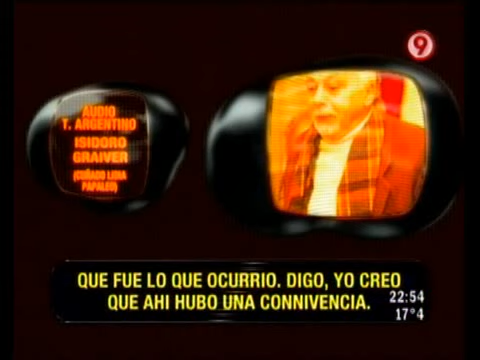 9
AUDIO
T. ARGENTINO
ISIDORO
GRAIVER
(CUÑADO LIDIA
PAPALEO)
QUE FUE LO QUE OCURRIO. DIGO, YO CREO
QUE AHI HUBO UNA CONNIVENCIA.
22:54
17°4